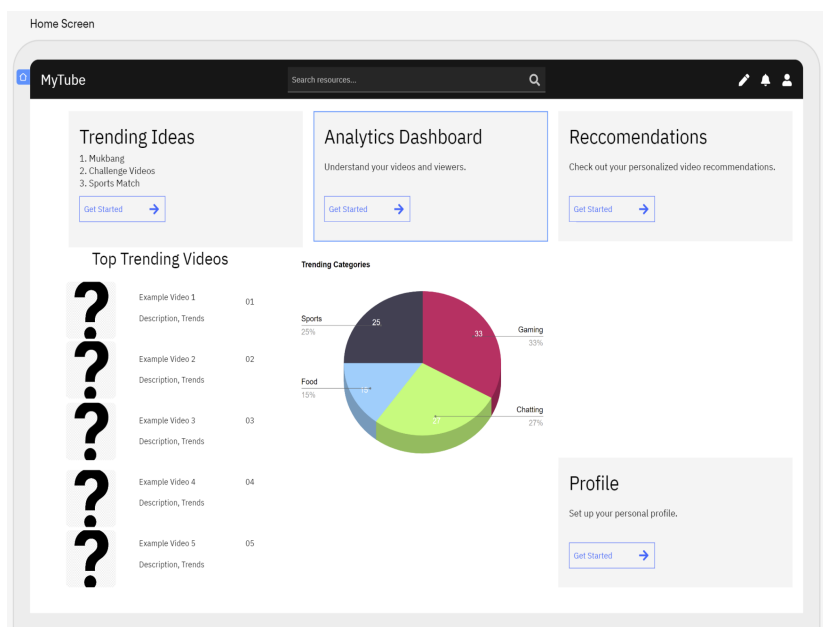 Home Screen
MyTube
Search resources...
Trending Ideas
1. Mukbang
2. Challenge Videos
3. Sports Match
Get Started
Analytics Dashboard
Understand your videos and viewers.
Get Started
Reccomendations
Check out your personalized video recommendations.
Get Started
Top Trending Videos
Example Video 1
01
Description, Trends
Example Video 2
02
Description, Trends
Example Video 3
03
Description, Trends
Example Video 4
04
Description, Trends
Example Video 5
05
Description, Trends
Trending Categories
Sports
25%
25
33
Gaming
33%
Food
15%
15
27
Chatting
27%
Profile
Set up your personal profile.
Get Started